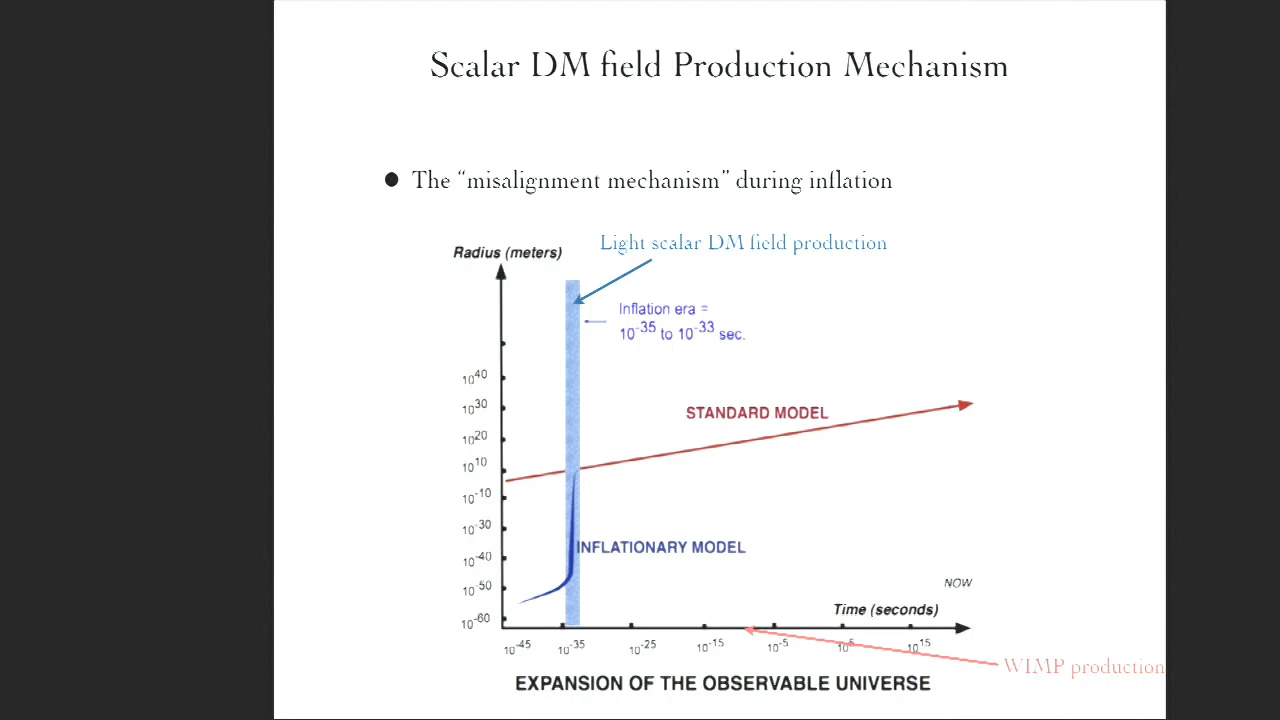 Scalar DM field Production Mechanism
● The “misalignment mechanism” during inflation
Light scalar DM field production
Radius (meters)
Inflation era =
10^-35 to 10^-33 sec.
10^40
10^30
10^20
10^10
10^-10
10^-30
10^-40
10^-50
10^-60
STANDARD MODEL
INFLATIONARY MODEL
NOW
Time (seconds)
10^-45 10^-35 10^-25 10^-15 10^-5 10^15
WIMP production
EXPANSION OF THE OBSERVABLE UNIVERSE